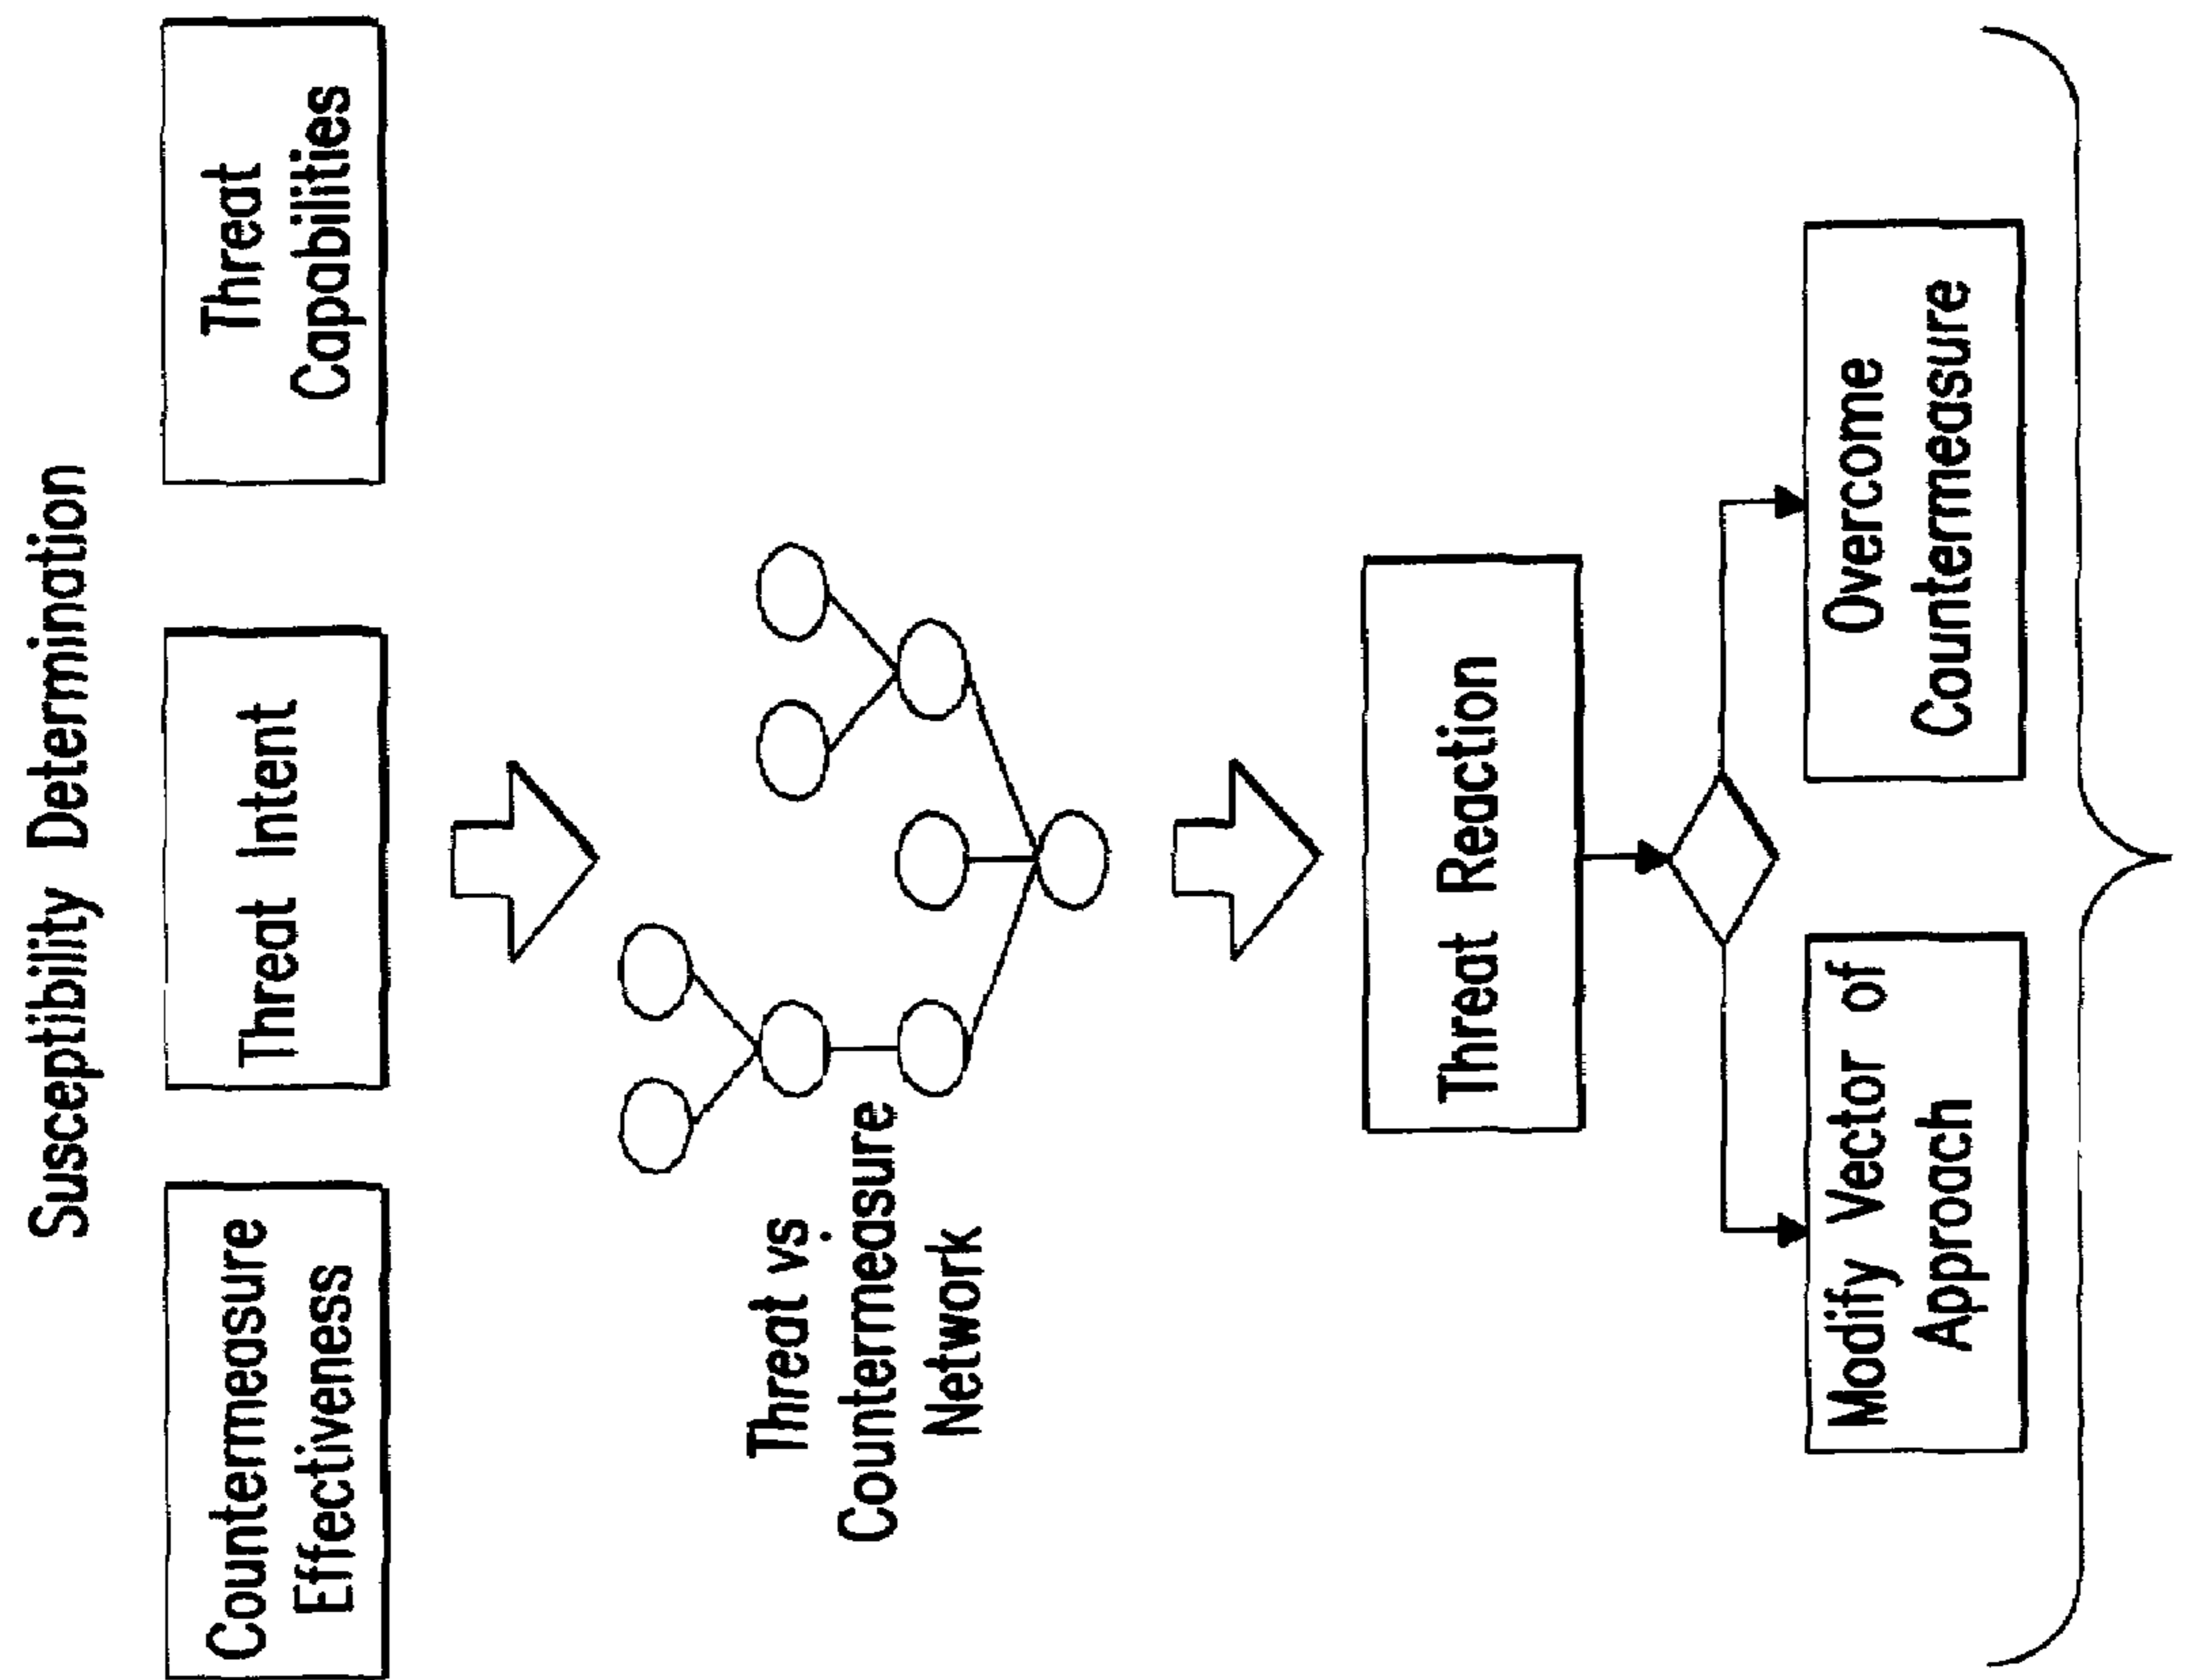 Susceptibility Determination
Countermeasure
Effectiveness
Threat Intent
Threat
Capabilities
Threat vs
Countermeasure
Network
Threat Reaction
Modify Vector of
Approach
Overcome
Countermeasure